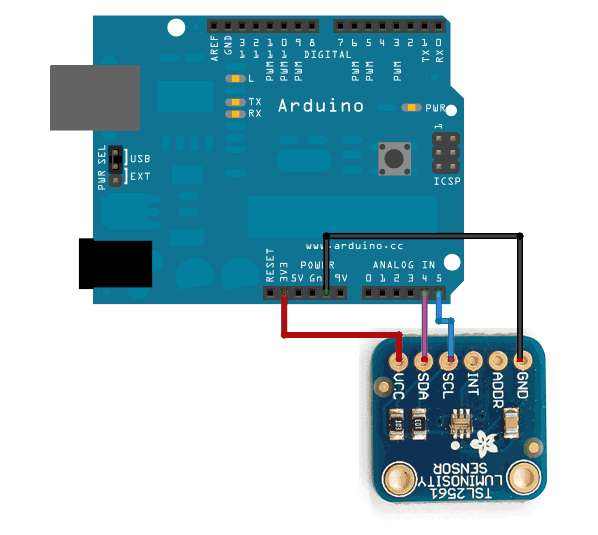 AREF GND 13 12 11 10 9 8 7 6 5 4 3 2 1 0
PWM PWM PWM PWM PWM PWM TX RX
DIGITAL
L
TX
RX
Arduino
PWR
1
ICSP
PWR SEL
USB
EXT
www.arduino.cc
POWER
ANALOG IN
RESET 3V3 5V Gnd 9V 0 1 2 3 4 5
VCC SDA SCL INT ADDR GND
103 103
TSL2561
LUMINOSITY
SENSOR